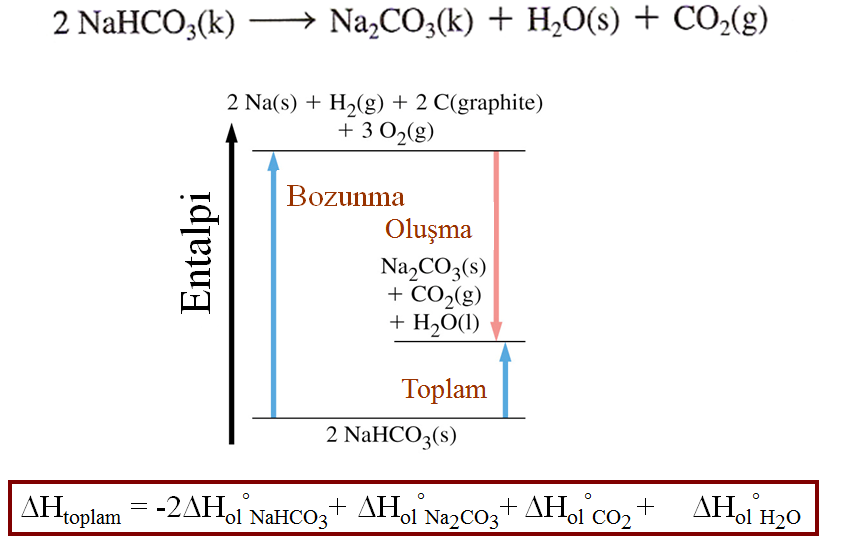 2 NaHCO₃(k) ⟶ Na₂CO₃(k) + H₂O(s) + CO₂(g)
2 Na(s) + H₂(g) + 2 C(graphite)
+ 3 O₂(g)
Entalpi
Bozunma
Oluşma
Na₂CO₃(s)
+ CO₂(g)
+ H₂O(l)
Toplam
2 NaHCO₃(s)
ΔHtoplam = -2ΔHol° NaHCO₃+ ΔHol° Na₂CO₃+ ΔHol° CO₂ + ΔHol° H₂O